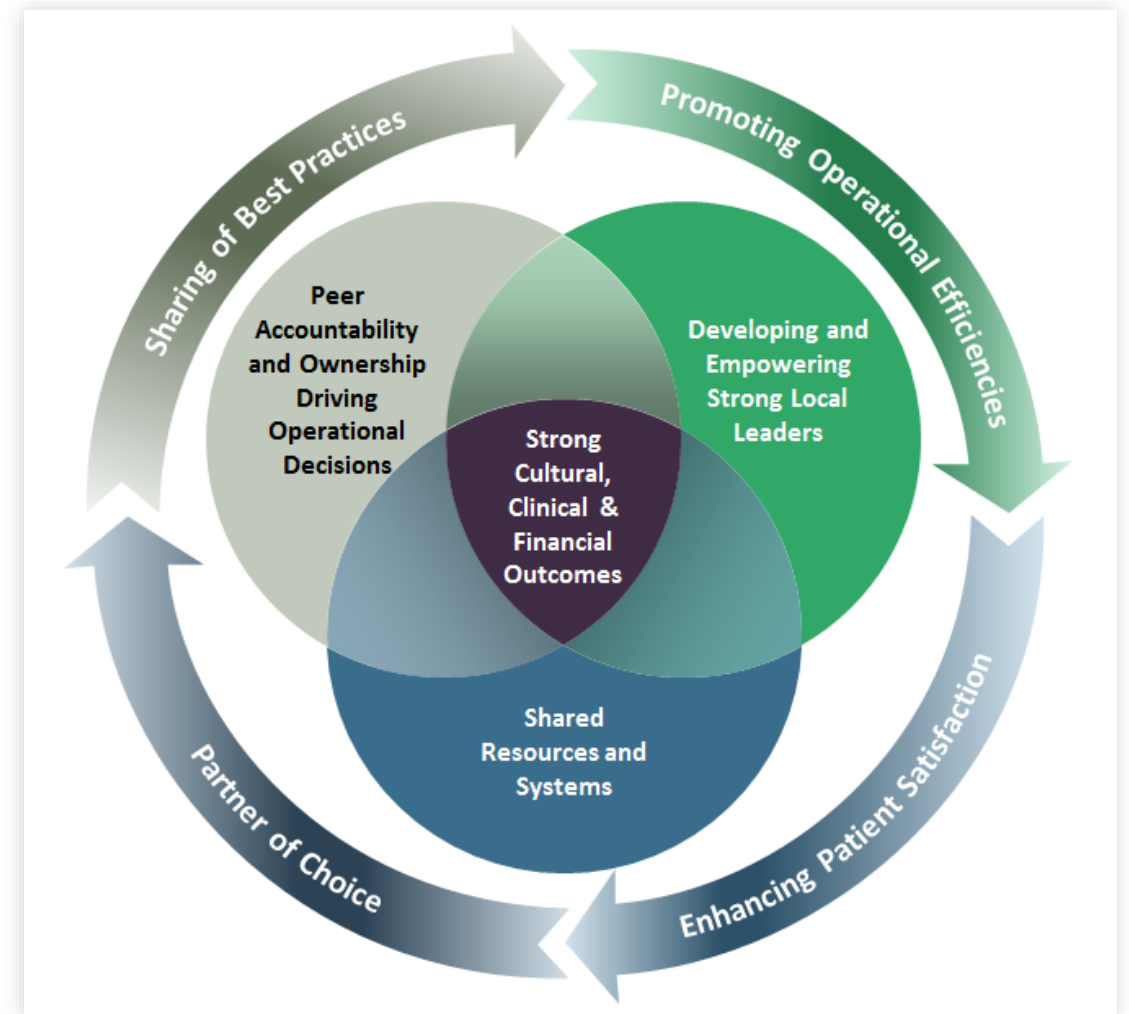 Sharing of Best Practices
Promoting Operational Efficiencies
Peer
Accountability
and Ownership
Driving
Operational
Decisions
Developing and
Empowering
Strong Local
Leaders
Strong
Cultural,
Clinical &
Financial
Outcomes
Shared
Resources and
Systems
Partner of Choice
Enhancing Patient Satisfaction